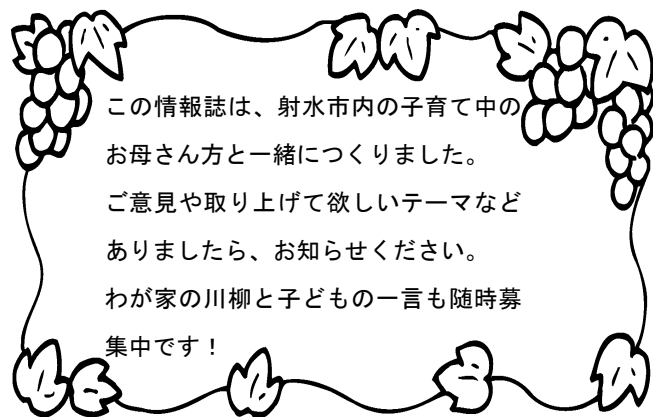 この情報誌は、射水市内の子育て中の
お母さん方と一緒につくりました。
ご意見や取り上げて欲しいテーマなど
ありましたら、お知らせください。
わが家の川柳と子どもの一言も随時募
集中です！